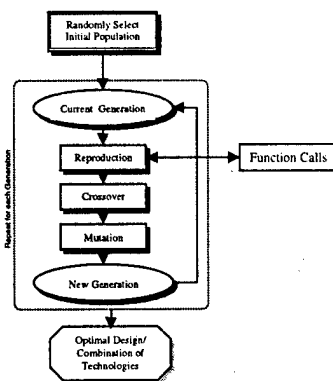 Randomly Select
Initial Population
Current Generation
Reproduction
Function Calls
Crossover
Mutation
New Generation
Repeat for each Generation
Optimal Design/
Combination of
Technologies